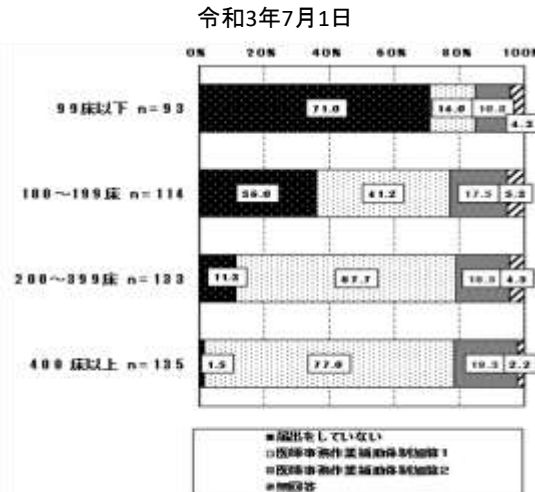 令和3年7月1日
0% 20% 40% 60% 80% 100%
99床以下 n=93
71.0 14.0 10.8 4.3
100～199床 n=114
41.2 17.5 5.3
200～399床 n=133
11.3 67.7
400床以上 n=135
1.5 77.0 19.3 2.2
■届出をしていない
□医師事務作業補助体制加算1
■医師事務作業補助体制加算2
無回答